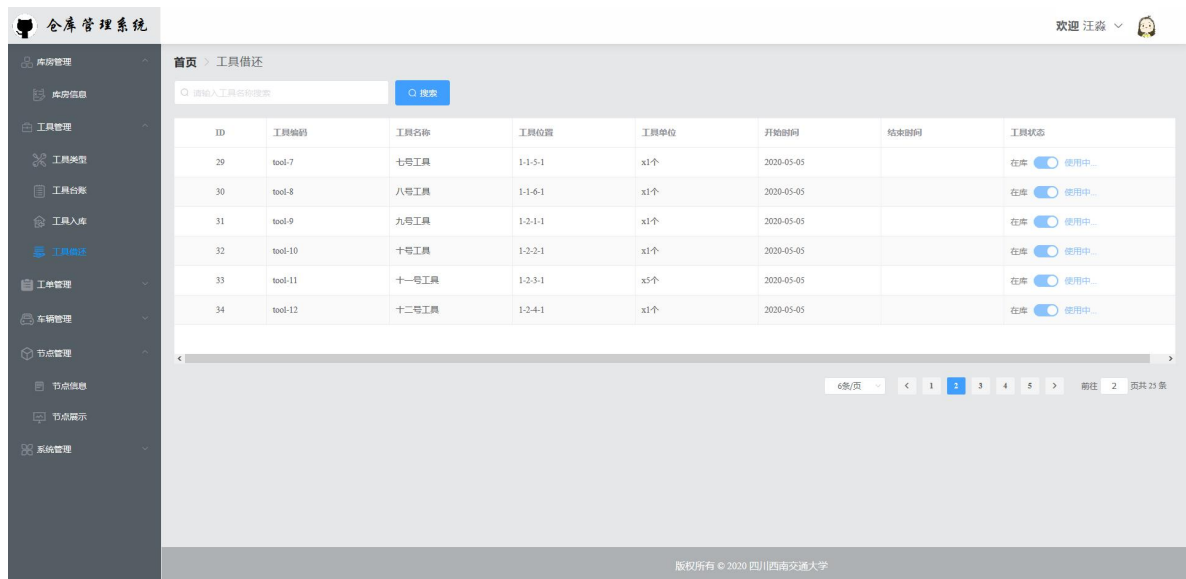 仓库管理系统
欢迎 汪淼
库房管理
库房信息
工具管理
工具类型
工具台账
工具入库
工具借还
工单管理
车辆管理
节点管理
节点信息
节点展示
系统管理
首页 > 工具借还
请输入工具名称搜索 搜索
ID 工具编码 工具名称 工具位置 工具单位 开始时间 结束时间 工具状态
29 tool-7 七号工具 1-1-5-1 x1个 2020-05-05 在库 使用中...
30 tool-8 八号工具 1-1-6-1 x1个 2020-05-05 在库 使用中...
31 tool-9 九号工具 1-2-1-1 x1个 2020-05-05 在库 使用中...
32 tool-10 十号工具 1-2-2-1 x1个 2020-05-05 在库 使用中...
33 tool-11 十一号工具 1-2-3-1 x5个 2020-05-05 在库 使用中...
34 tool-12 十二号工具 1-2-4-1 x1个 2020-05-05 在库 使用中...
6条/页 < 1 2 3 4 5 > 前往 2 页共 25 条
版权所有 © 2020 四川西南交通大学